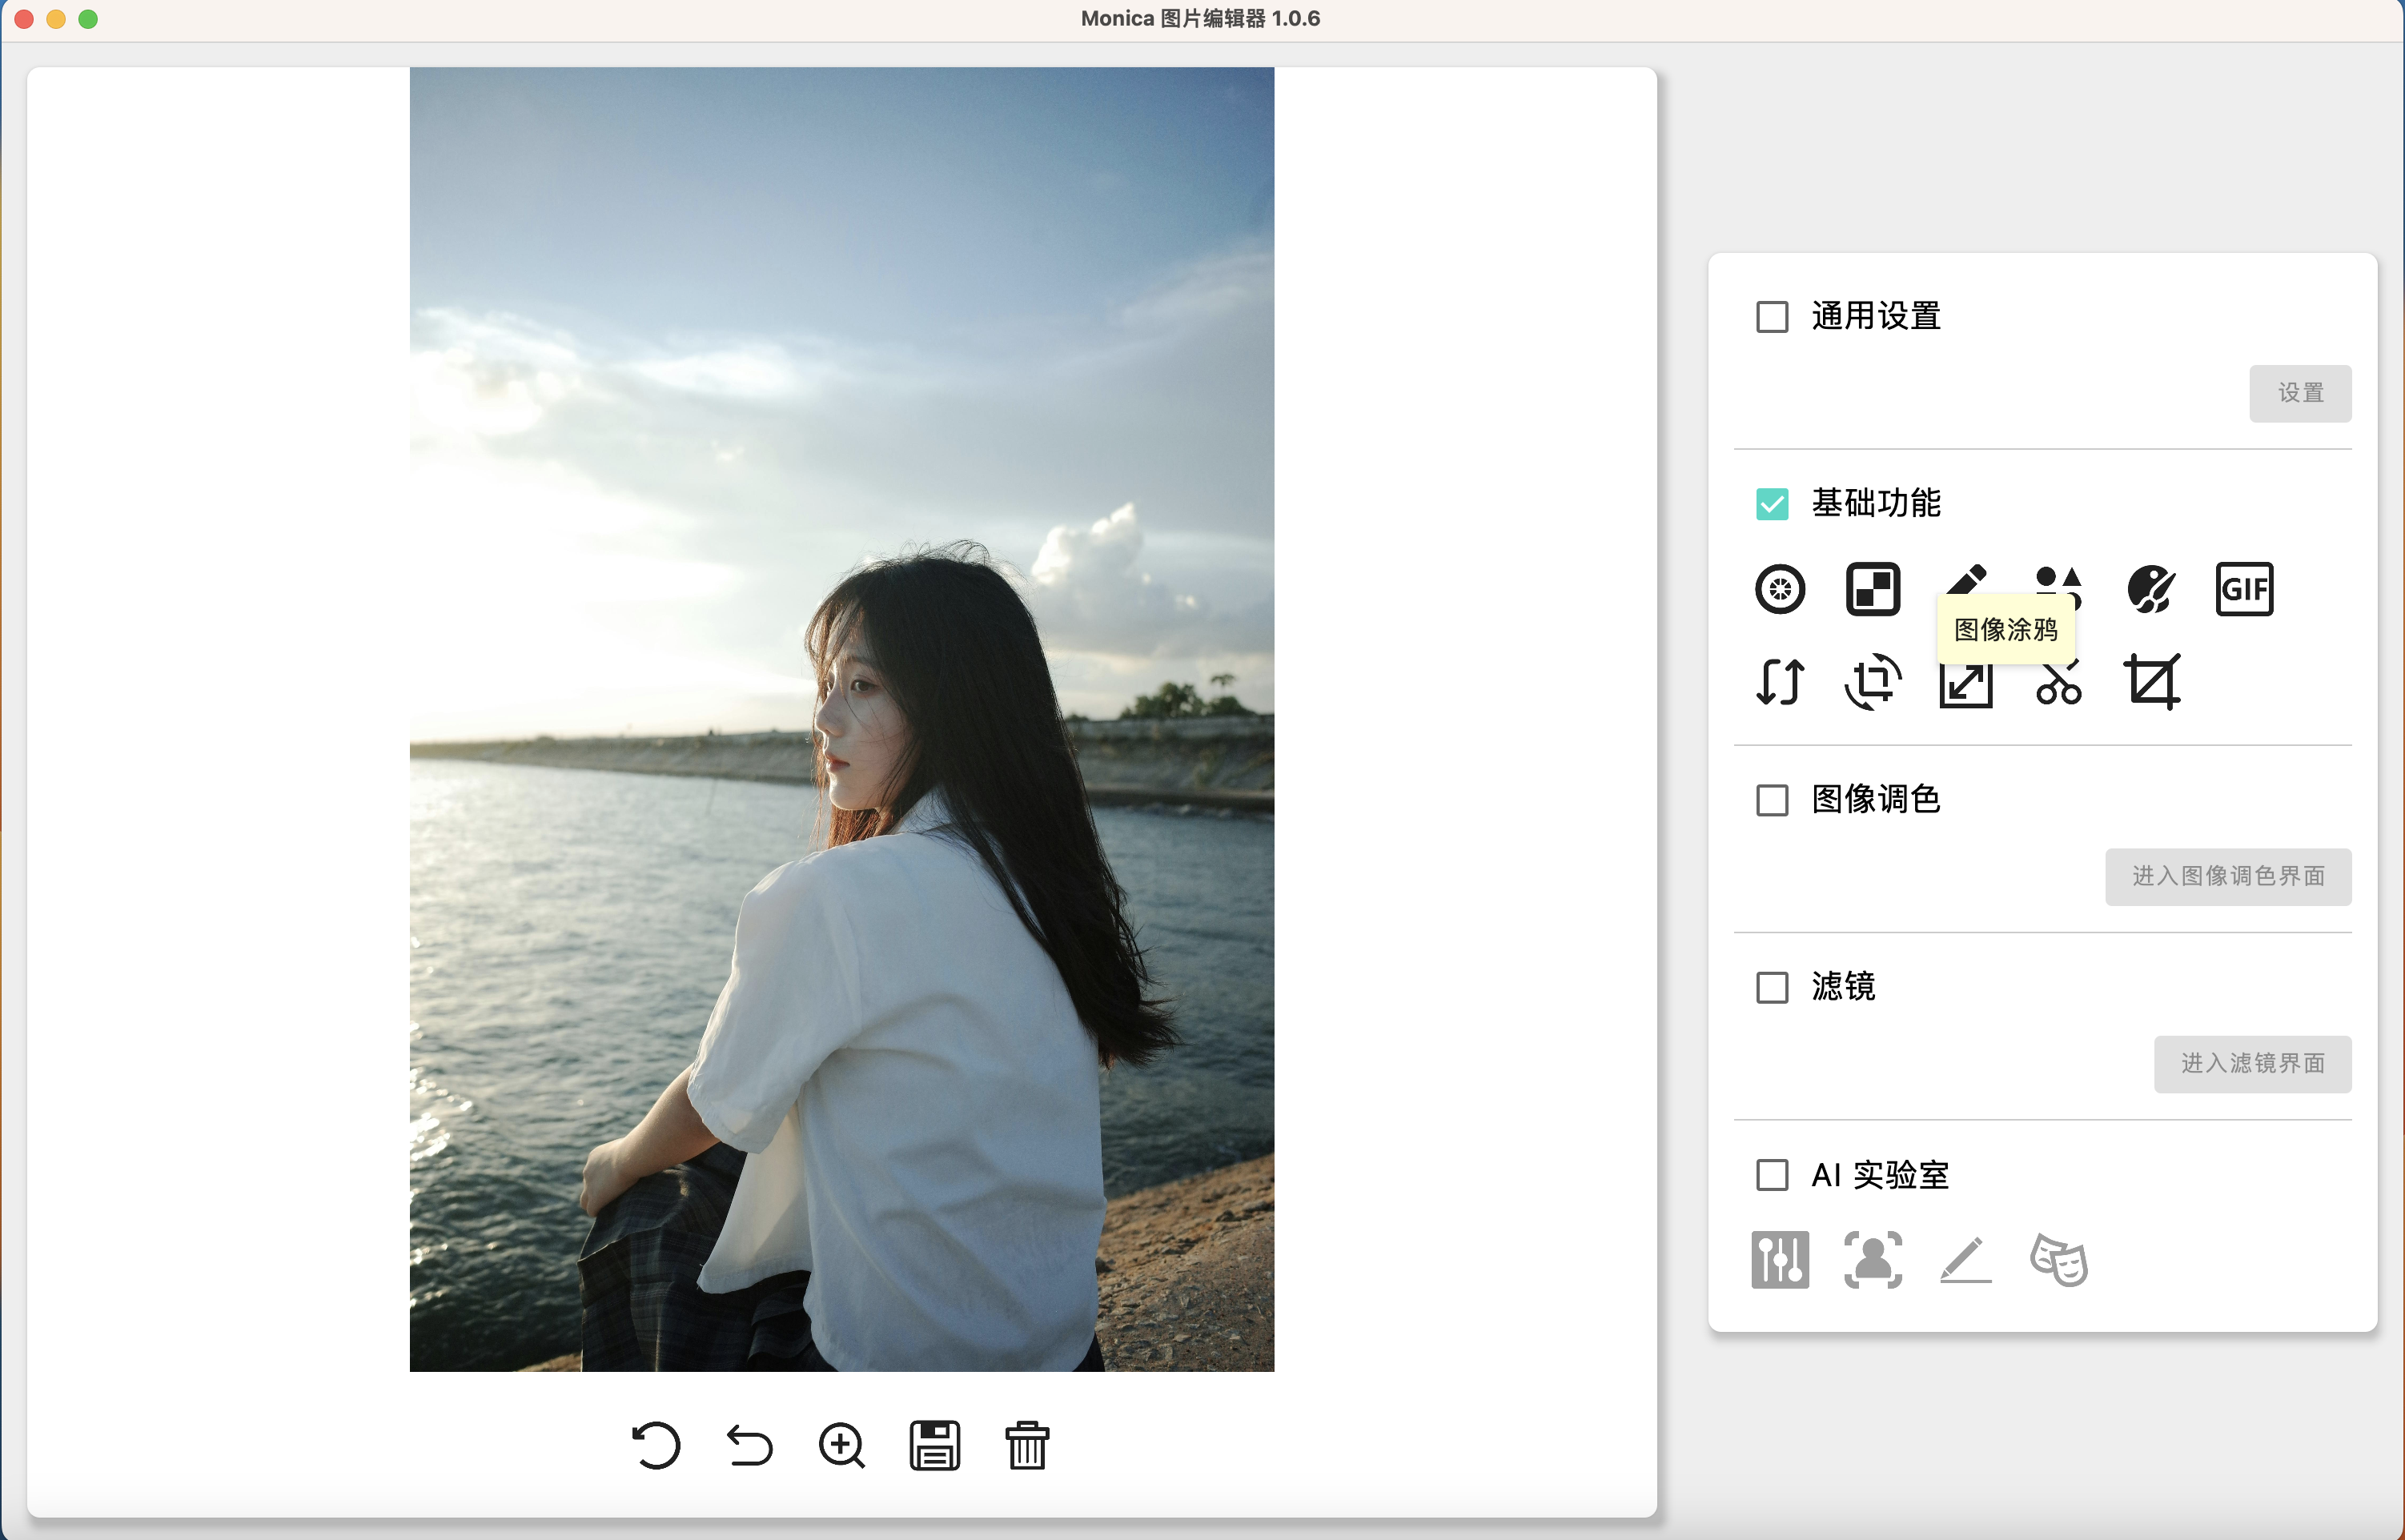 Monica 图片编辑器 1.0.6
通用设置
设置
基础功能
GIF
图像涂鸦
图像调色
进入图像调色界面
滤镜
进入滤镜界面
AI 实验室